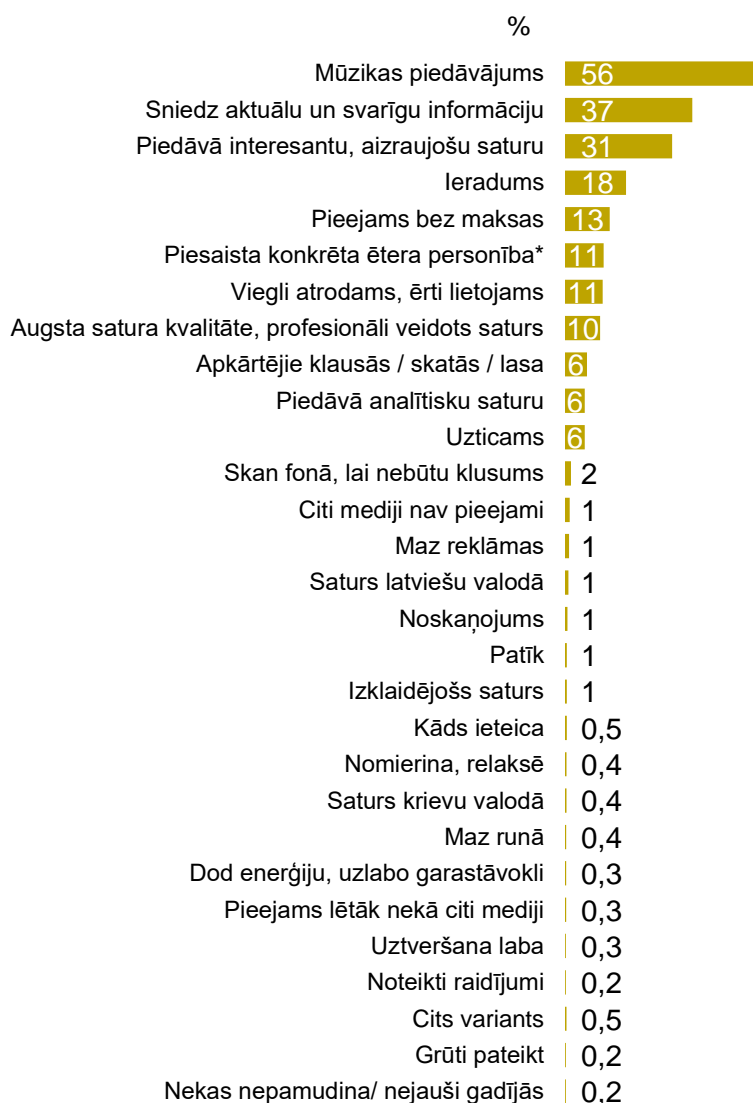 %
Mūzikas piedāvājums 56
Sniedz aktuālu un svarīgu informāciju 37
Piedāvā interesantu, aizraujošu saturu 31
Ieradums 18
Pieejams bez maksas 13
Piesaista konkrēta ētera personība* 11
Viegli atrodams, ērti lietojams 11
Augsta satura kvalitāte, profesionāli veidots saturs 10
Apkārtējie klausās / skatās / lasa 6
Piedāvā analītisku saturu 6
Uzticams 6
Skan fonā, lai nebūtu klusums 2
Citi mediji nav pieejami 1
Maz reklāmas 1
Saturs latviešu valodā 1
Noskaņojums 1
Patīk 1
Izklaidējošs saturs 1
Kāds ieteica 0,5
Nomierina, relaksē 0,4
Saturs krievu valodā 0,4
Maz runā 0,4
Dod enerģiju, uzlabo garastāvokli 0,3
Pieejams lētāk nekā citi mediji 0,3
Uztveršana laba 0,3
Noteikti raidījumi 0,2
Cits variants 0,5
Grūti pateikt 0,2
Nekas nepamudina/ nejauši gadījās 0,2